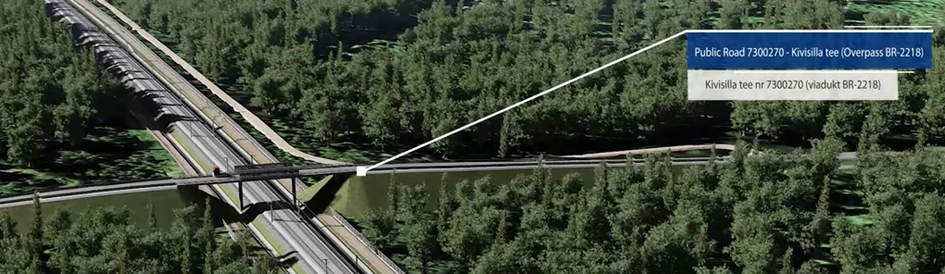 Public Road 7300270 - Kivisilla tee (Overpass BR-2218)
Kivisilla tee nr 7300270 (viadukt BR-2218)